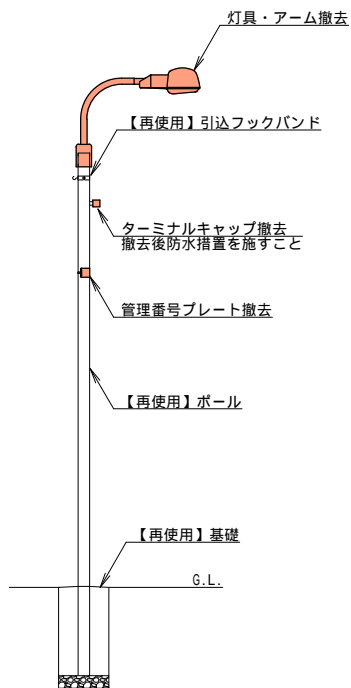 灯具・アーム撤去
【再使用】引込フックバンド
ターミナルキャップ撤去
撤去後防水措置を施すこと
管理番号プレート撤去
【再使用】ポール
【再使用】基礎
G.L.